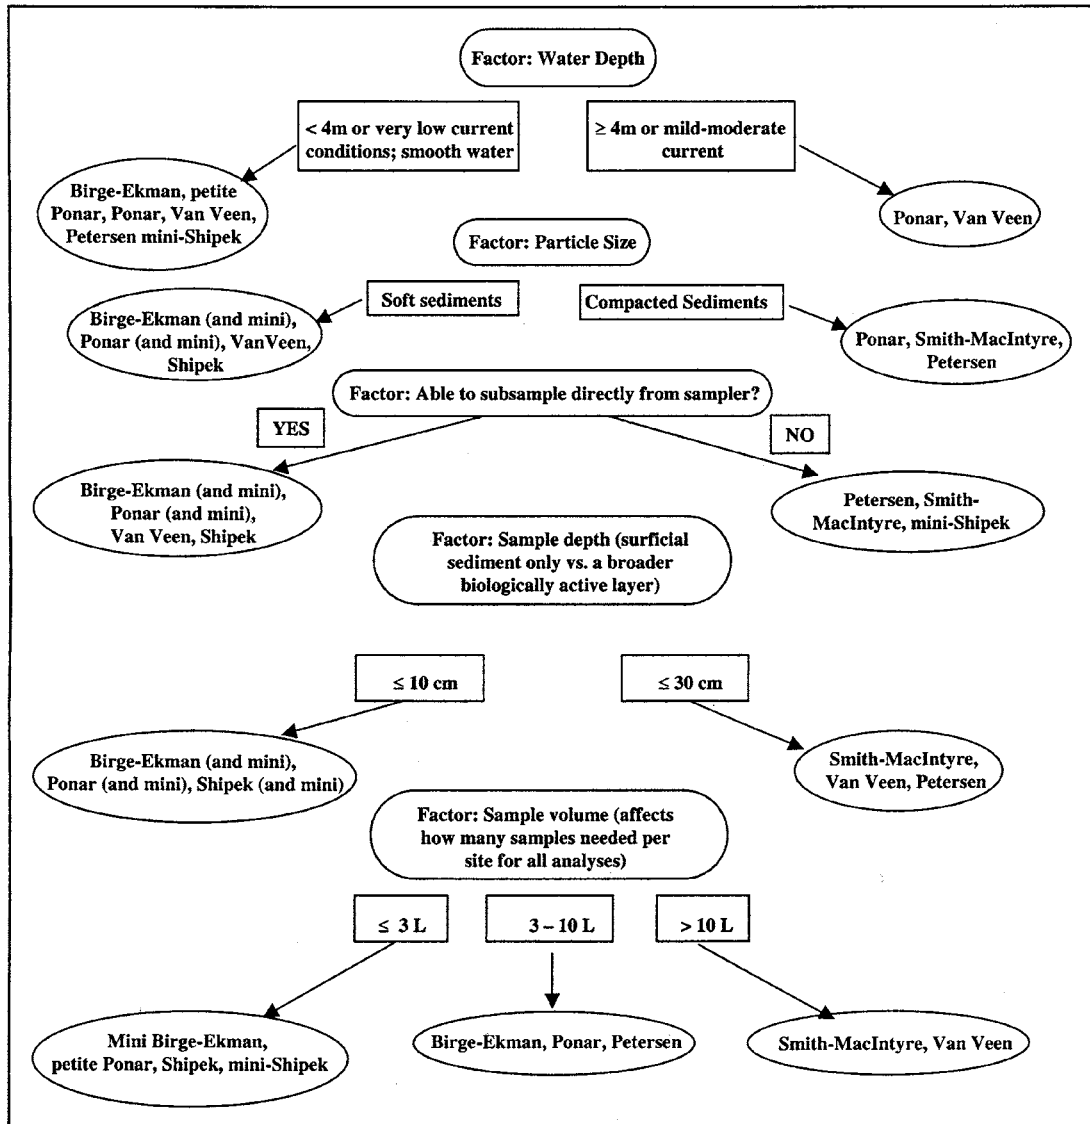 Factor: Water Depth
< 4m or very low current
conditions; smooth water
≥ 4m or mild-moderate
current
Birge-Ekman, petite
Ponar, Ponar, Van Veen,
Petersen mini-Shipek
Ponar, Van Veen
Factor: Particle Size
Soft sediments
Compacted Sediments
Birge-Ekman (and mini),
Ponar (and mini), VanVeen,
Shipek
Ponar, Smith-MacIntyre,
Petersen
Factor: Able to subsample directly from sampler?
YES
NO
Birge-Ekman (and mini),
Ponar (and mini),
Van Veen, Shipek
Petersen, Smith-
MacIntyre, mini-Shipek
Factor: Sample depth (surficial
sediment only vs. a broader
biologically active layer)
≤ 10 cm
≤ 30 cm
Birge-Ekman (and mini),
Ponar (and mini), Shipek (and mini)
Smith-MacIntyre,
Van Veen, Petersen
Factor: Sample volume (affects
how many samples needed per
site for all analyses)
≤ 3 L
3 – 10 L
> 10 L
Mini Birge-Ekman,
petite Ponar, Shipek, mini-Shipek
Birge-Ekman, Ponar, Petersen
Smith-MacIntyre, Van Veen